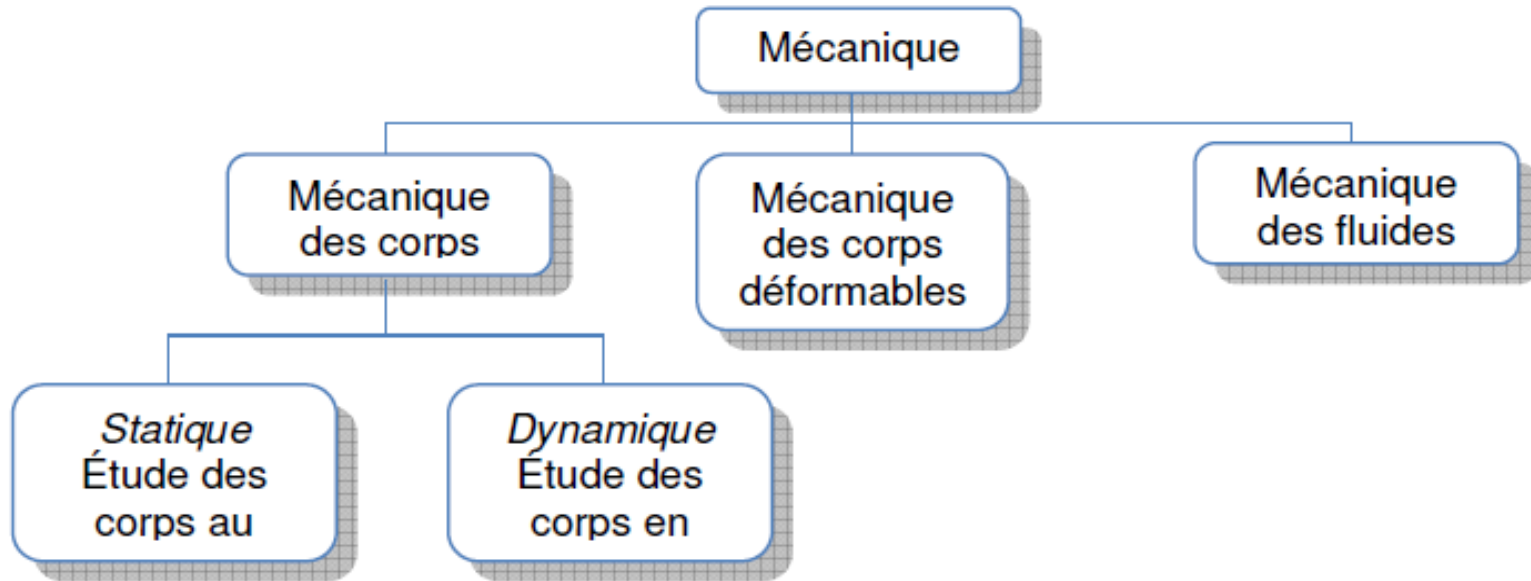 Mécanique
Mécanique
des corps
Mécanique
des corps
déformables
Mécanique
des fluides
Statique
Étude des
corps au
Dynamique
Étude des
corps en